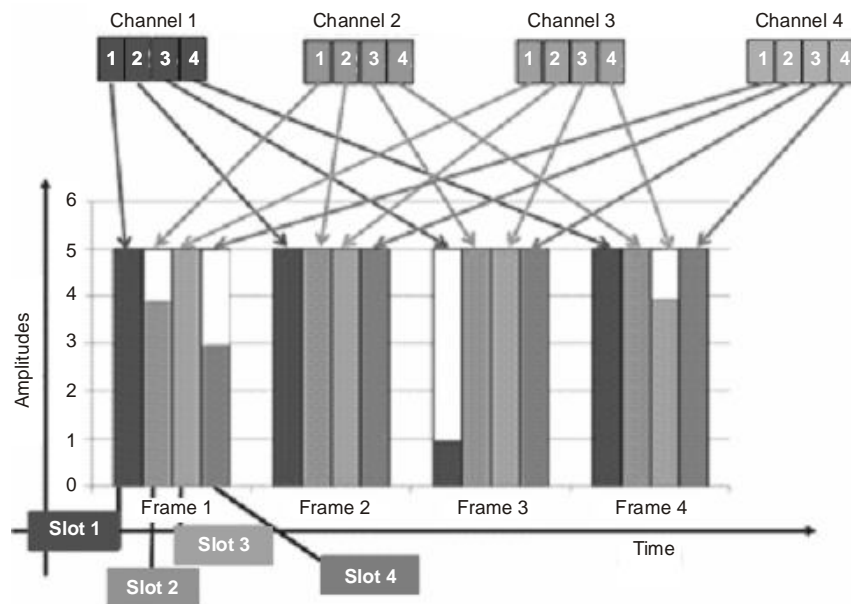 Channel 1 Channel 2 Channel 3 Channel 4
1 2 3 4 1 2 3 4 1 2 3 4 1 2 3 4
Amplitudes
6
5
4
3
2
1
0
Frame 1 Frame 2 Frame 3 Frame 4
Slot 1
Slot 3
Time
Slot 2
Slot 4